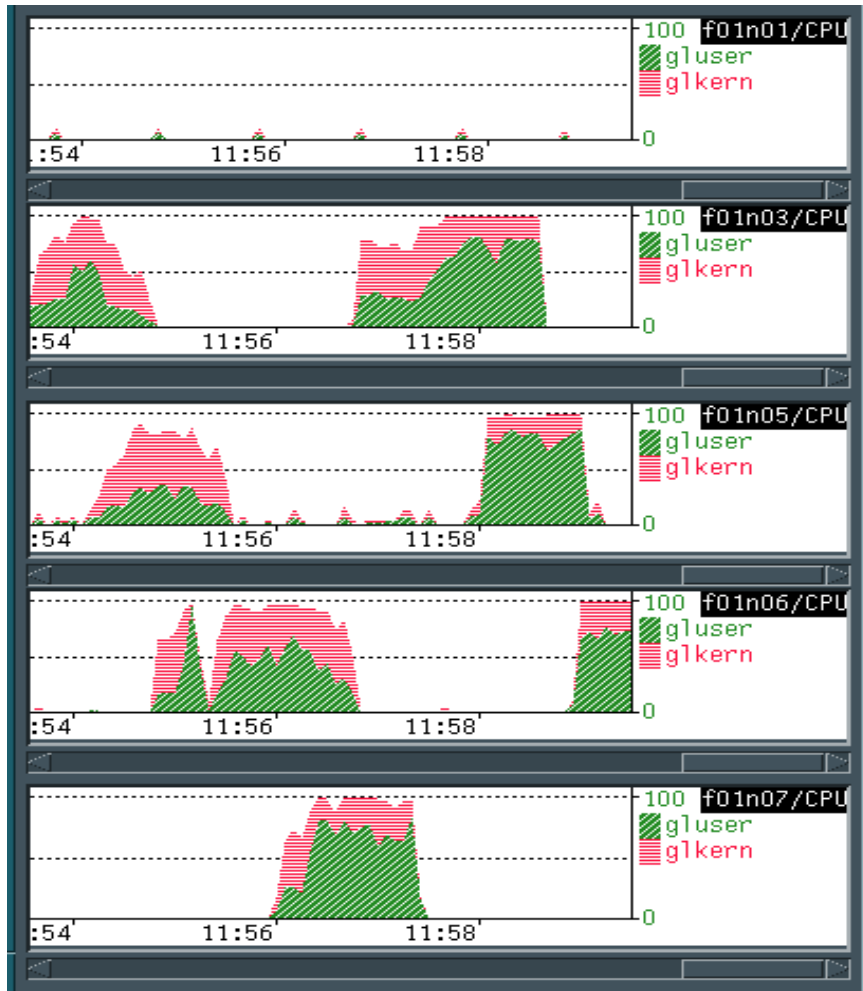 100 f01n01/CPU
gluser
glkern
0
:54 11:56 11:58
100 f01n03/CPU
gluser
glkern
0
:54 11:56 11:58
100 f01n05/CPU
gluser
glkern
0
:54 11:56 11:58
100 f01n06/CPU
gluser
glkern
0
:54 11:56 11:58
100 f01n07/CPU
gluser
glkern
0
:54 11:56 11:58